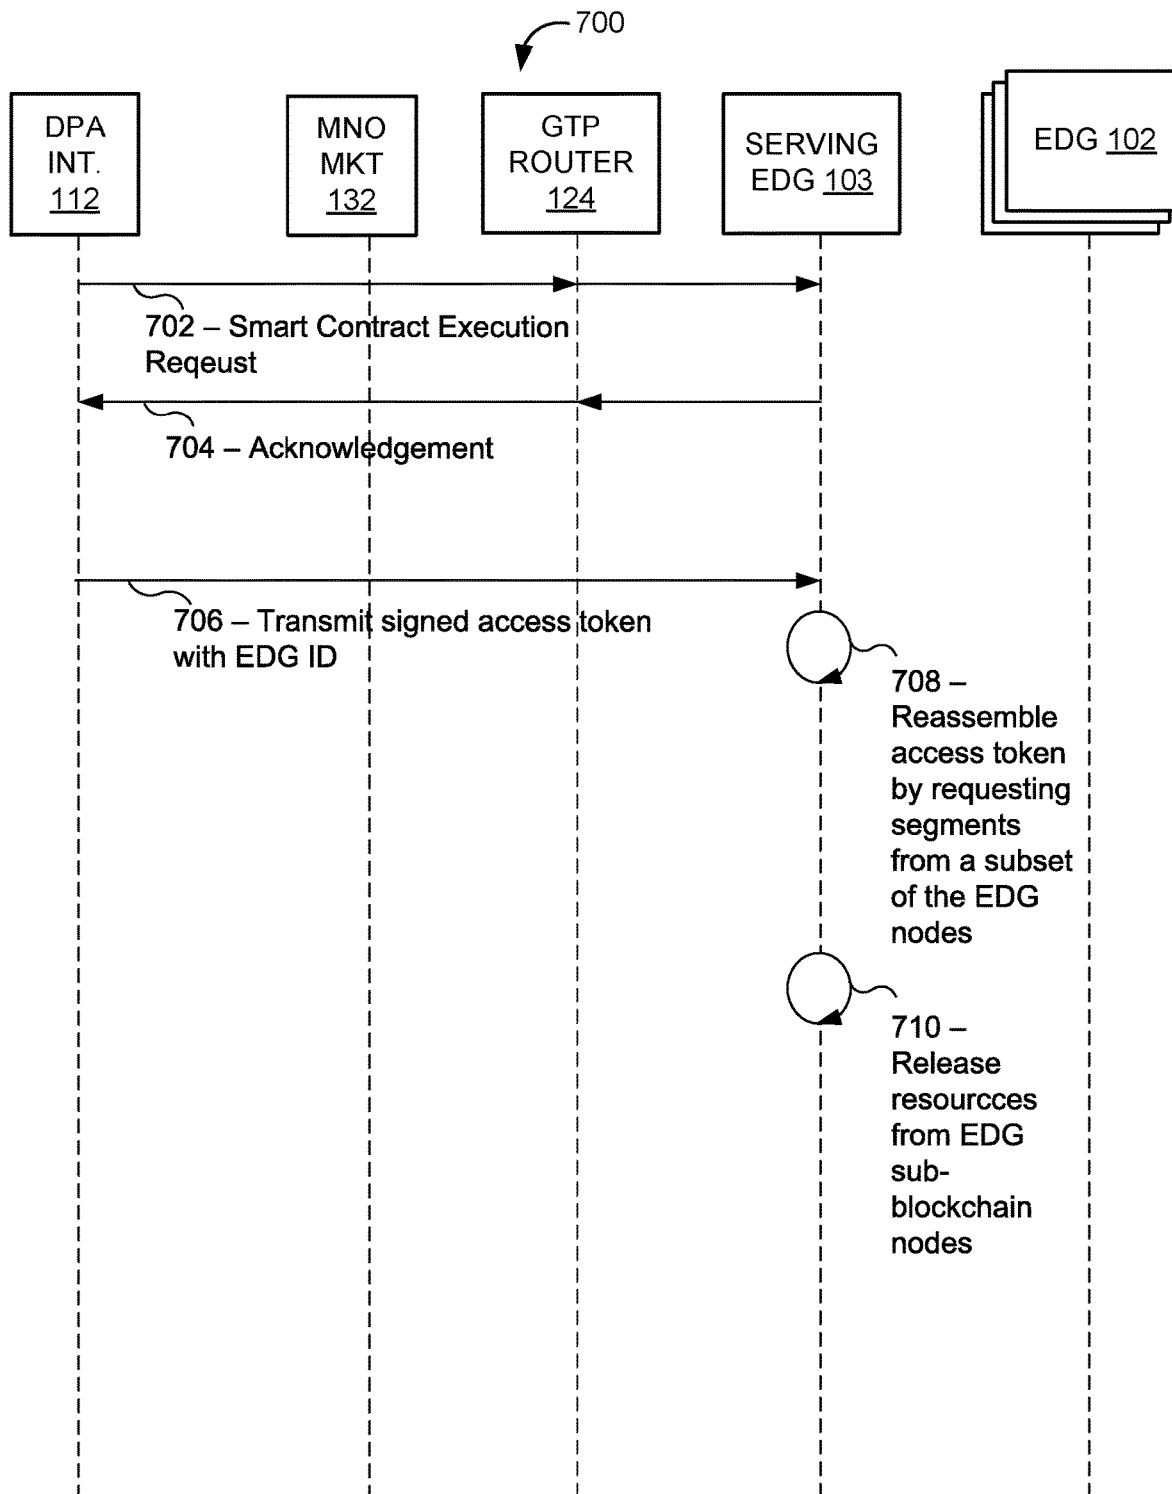 700
DPA
INT.
112
MNO
MKT
132
GTP
ROUTER
124
SERVING
EDG 103
EDG 102
702 – Smart Contract Execution
Reqeust
704 – Acknowledgement
706 – Transmit signed access token
with EDG ID
708 –
Reassemble
access token
by requesting
segments
from a subset
of the EDG
nodes
710 –
Release
resourcces
from EDG
sub-
blockchain
nodes